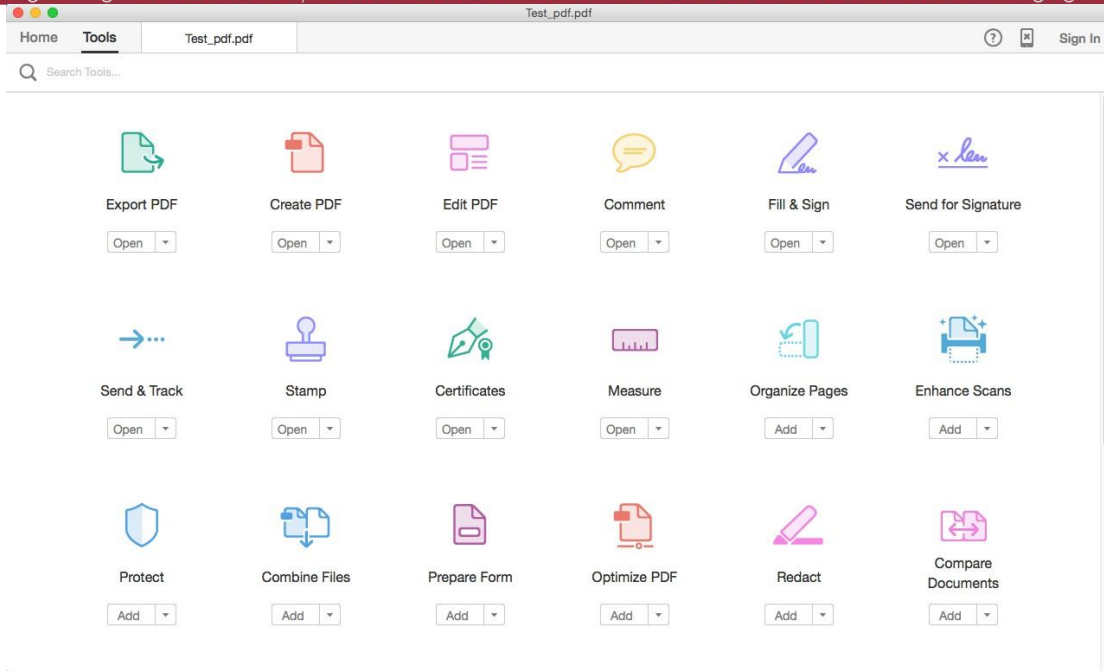 Test_pdf.pdf
Home Tools Test_pdf.pdf Sign In
Search Tools...
Export PDF Create PDF Edit PDF Comment Fill & Sign Send for Signature
Open Open Open Open Open Open
Send & Track Stamp Certificates Measure Organize Pages Enhance Scans
Open Open Open Open Add Add
Protect Combine Files Prepare Form Optimize PDF Redact Compare
Documents
Add Add Add Add Add Add